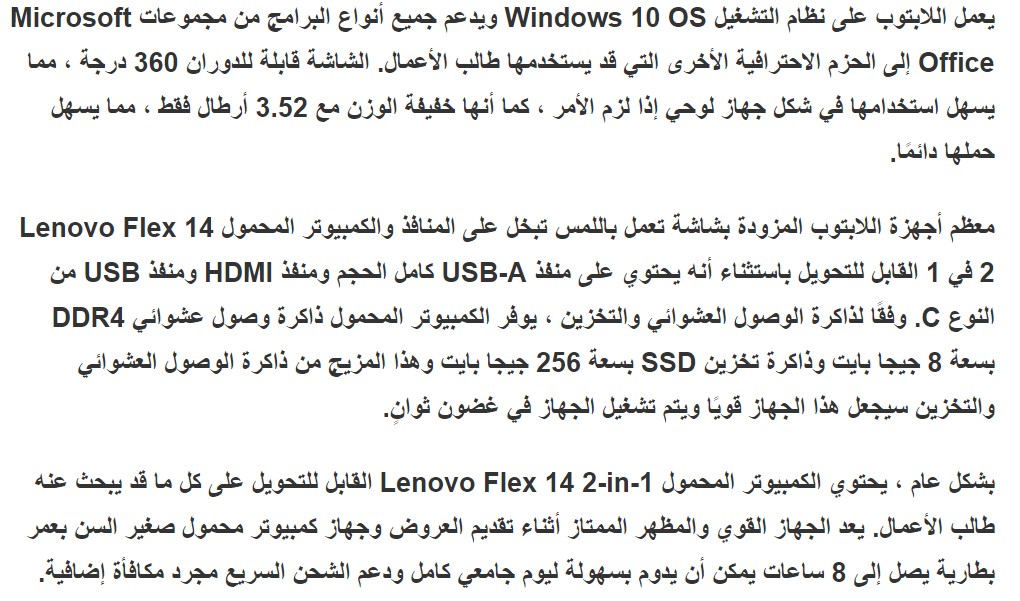 يعمل اللابتوب على نظام التشغيل Windows 10 OS ويدعم جميع أنواع البرامج من مجموعات Microsoft
Office إلى الحزم الاحترافية الأخرى التي قد يستخدمها طالب الأعمال. الشاشة قابلة للدوران 360 درجة ، مما
يسهل استخدامها في شكل جهاز لوحي إذا لزم الأمر ، كما أنها خفيفة الوزن مع 3.52 أرطال فقط ، مما يسهل
حملها دائمًا.
معظم أجهزة اللابتوب المزودة بشاشة تعمل باللمس تبخل على المنافذ والكمبيوتر المحمول Lenovo Flex 14
2 في 1 القابل للتحويل باستثناء أنه يحتوي على منفذ USB-A كامل الحجم ومنفذ HDMI ومنفذ USB من
النوع C. وفقًا لذاكرة الوصول العشوائي والتخزين ، يوفر الكمبيوتر المحمول ذاكرة وصول عشوائي DDR4
بسعة 8 جيجا بايت وذاكرة تخزين SSD بسعة 256 جيجا بايت وهذا المزيج من ذاكرة الوصول العشوائي
والتخزين سيجعل هذا الجهاز قويًا ويتم تشغيل الجهاز في غضون ثوانٍ.
بشكل عام ، يحتوي الكمبيوتر المحمول Lenovo Flex 14 2-in-1 القابل للتحويل على كل ما قد يبحث عنه
طالب الأعمال. يعد الجهاز القوي والمظهر الممتاز أثناء تقديم العروض وجهاز كمبيوتر محمول صغير السن بعمر
بطارية يصل إلى 8 ساعات يمكن أن يدوم بسهولة ليوم جامعي كامل ودعم الشحن السريع مجرد مكافأة إضافية.